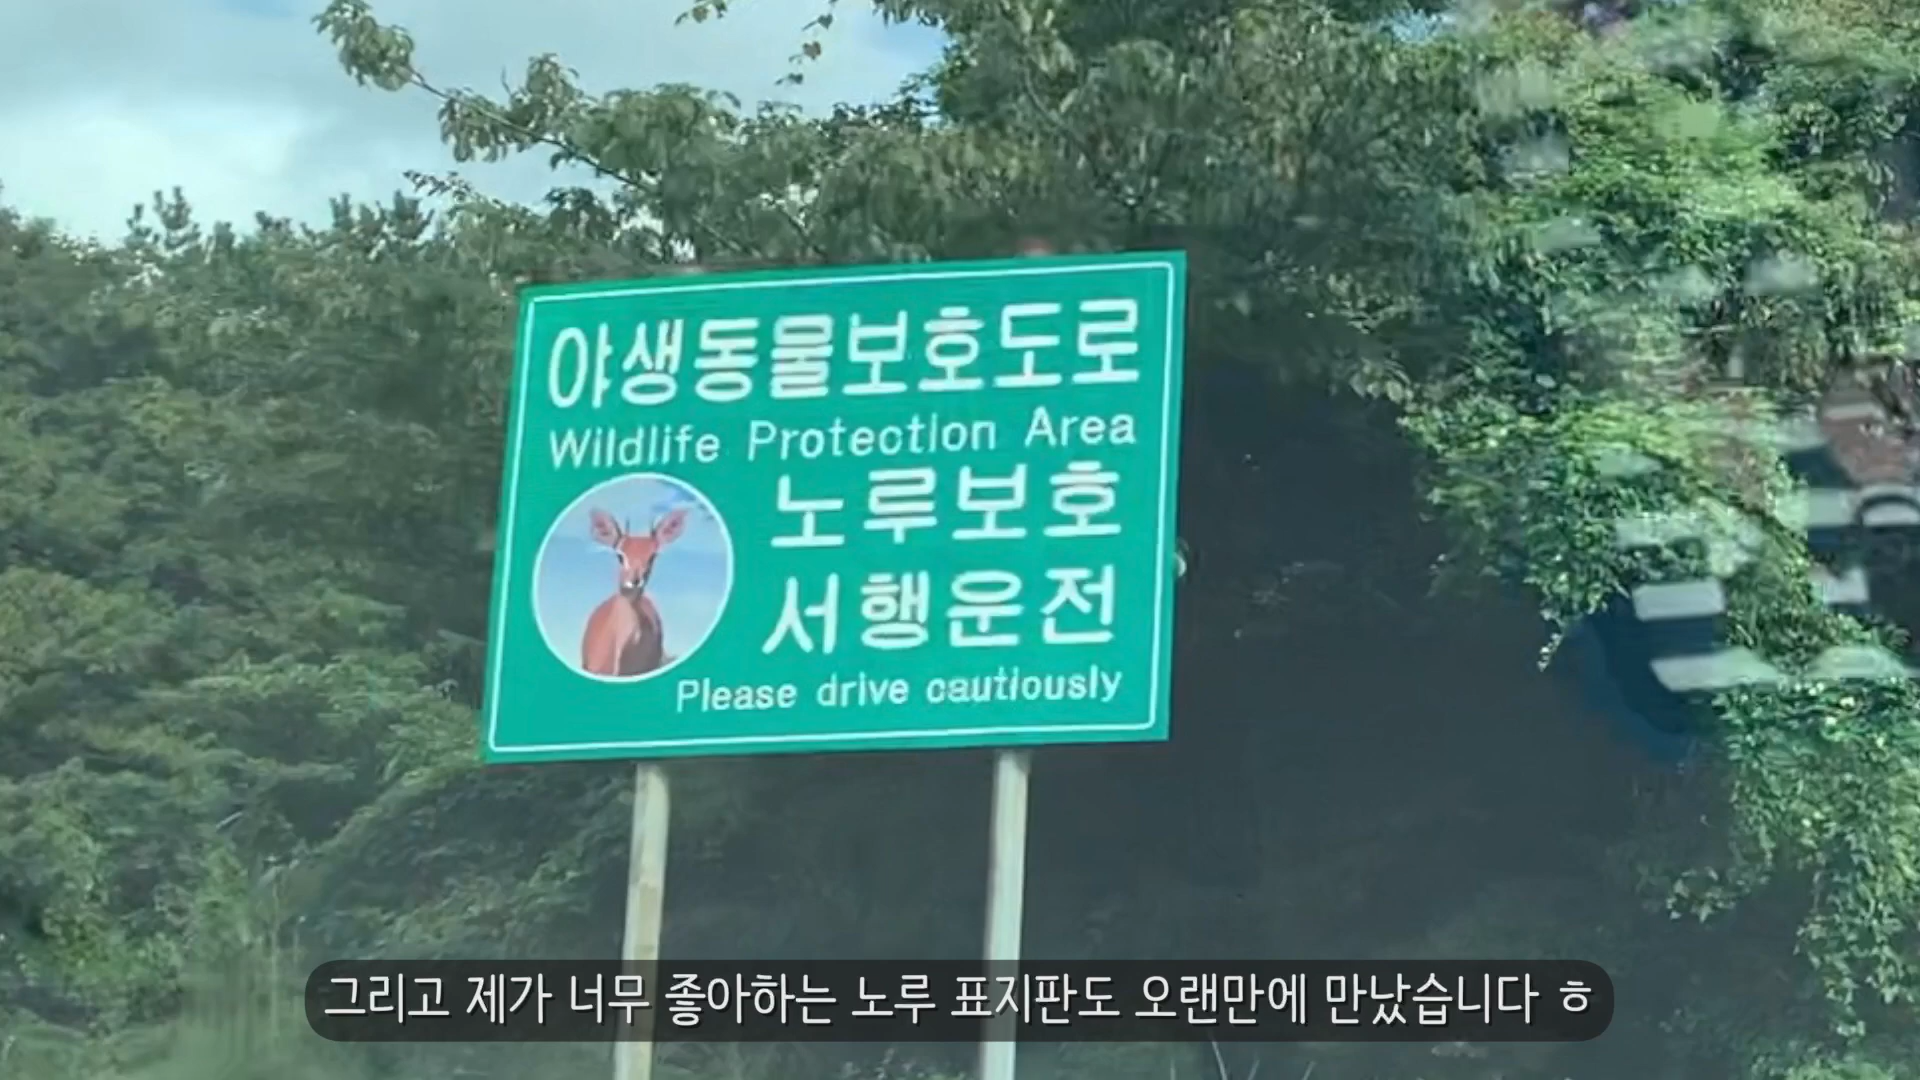 야생동물보호도로
Wildlife Protection Area
노루보호
서행운전
Please drive cautiously
그리고 제가 너무 좋아하는 노루 표지판도 오랜만에 만났습니다 ㅎ